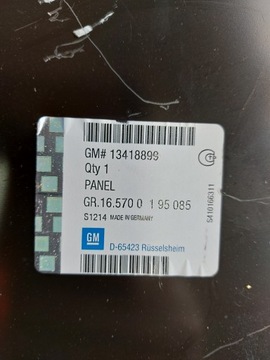 GM# 13418899
Qty 1
PANEL
GR.16.570 0 1 95 085
S1214 MADE IN GERMANY
GM D-65423 Rüsselsheim